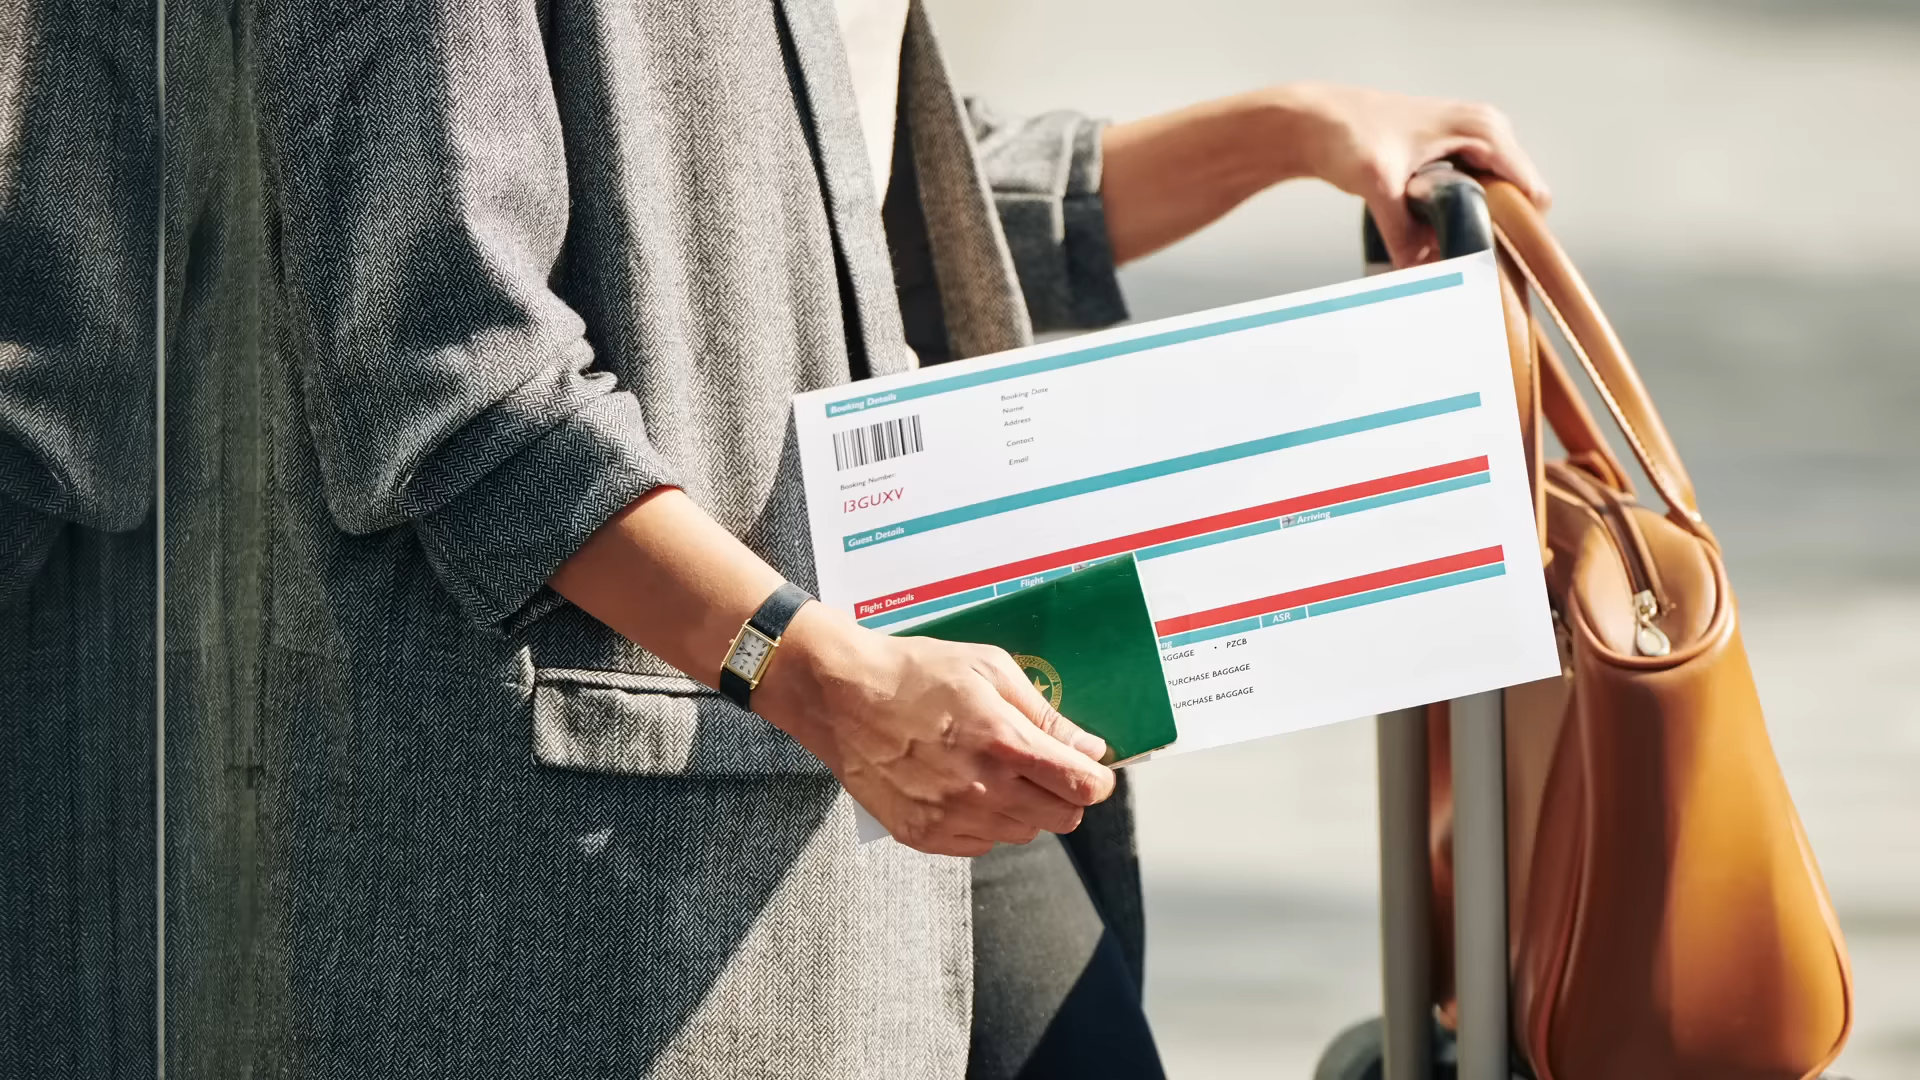 Booking Details
Booking Date
Name
Address
Contact
Email
Booking Number:
I3GUXV
Guest Details
Flight Details
Flight
Arriving
ASR
AGGAGE • PZCB
PURCHASE BAGGAGE
PURCHASE BAGGAGE